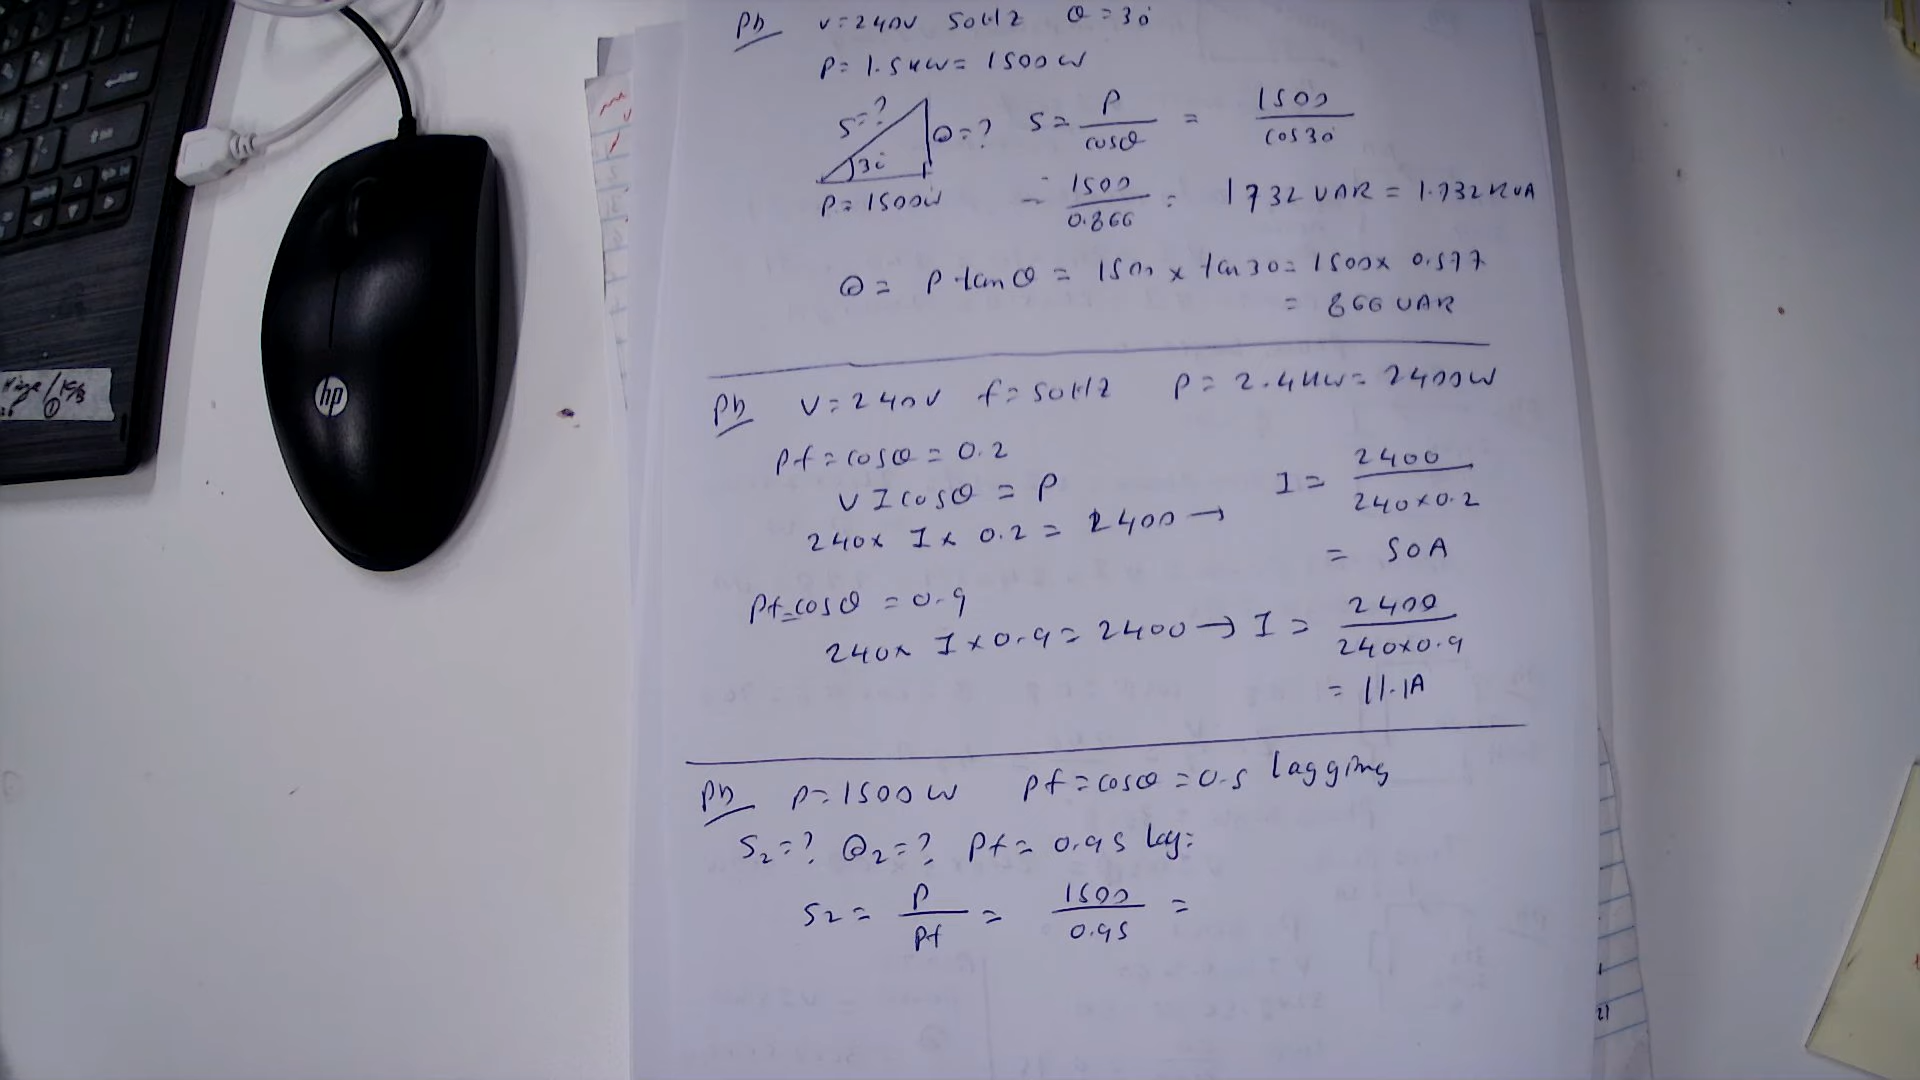 Pb V=240V 50Hz θ=30°
P= 1.5kW= 1500W
S=? Q=? 30°
P= 1500W
S= P/cosθ = 1500/cos30°
= 1500/0.866 = 1732 VAR = 1.732 KVA
Q= P tanθ = 1500 x tan30= 1500x 0.577
= 866 VAR
Pb V=240V f=50Hz P= 2.4kW= 2400W
Pf=cosθ=0.2
VIcosθ = P
240x I x 0.2= 2400→ I= 2400/240x0.2
= 50A
Pf=cosθ=0.9
240x Ix0.9=2400→I= 2400/240x0.9
= 11.1A
Pb P=1500W Pf=cosθ=0.5 lagging
S2=? Q2=? Pf= 0.95 lag:
S2= P/Pf = 1500/0.95 =
hp
21